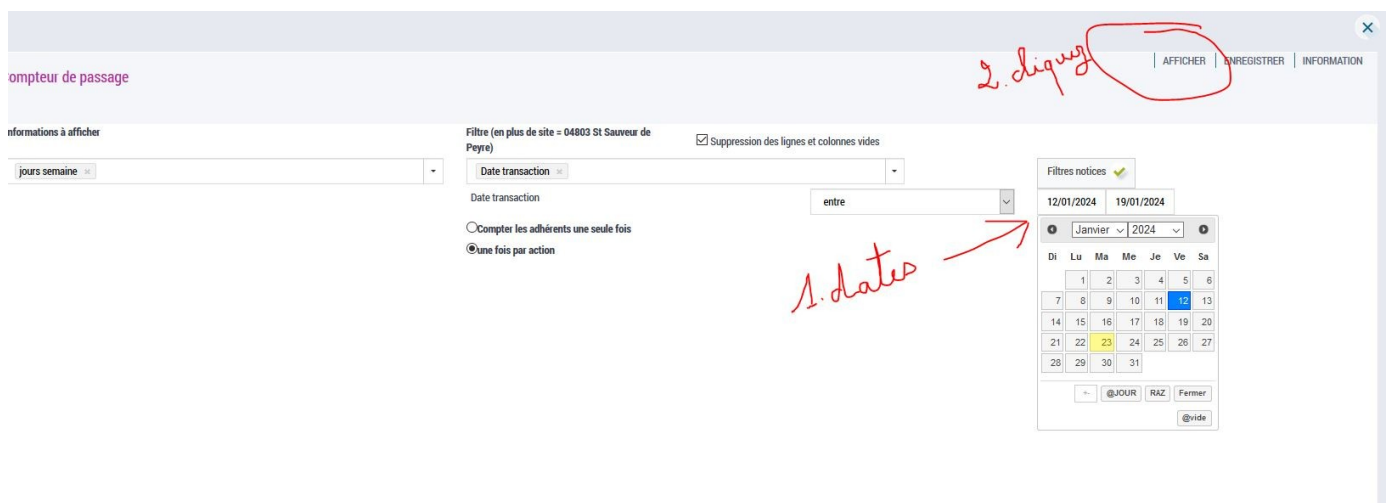 AFFICHER | ENREGISTRER | INFORMATION
2. cliquez
ompteur de passage
nformations à afficher
Filtre (en plus de site = 04803 St Sauveur de
Peyre)
Suppression des lignes et colonnes vides
jours semaine ×
Date transaction ×
Filtres notices
Date transaction
entre
12/01/2024 19/01/2024
Compter les adhérents une seule fois
une fois par action
1. dates
Janvier 2024
Di Lu Ma Me Je Ve Sa
1 2 3 4 5 6
7 8 9 10 11 12 13
14 15 16 17 18 19 20
21 22 23 24 25 26 27
28 29 30 31
+- @JOUR RAZ Fermer
@vide